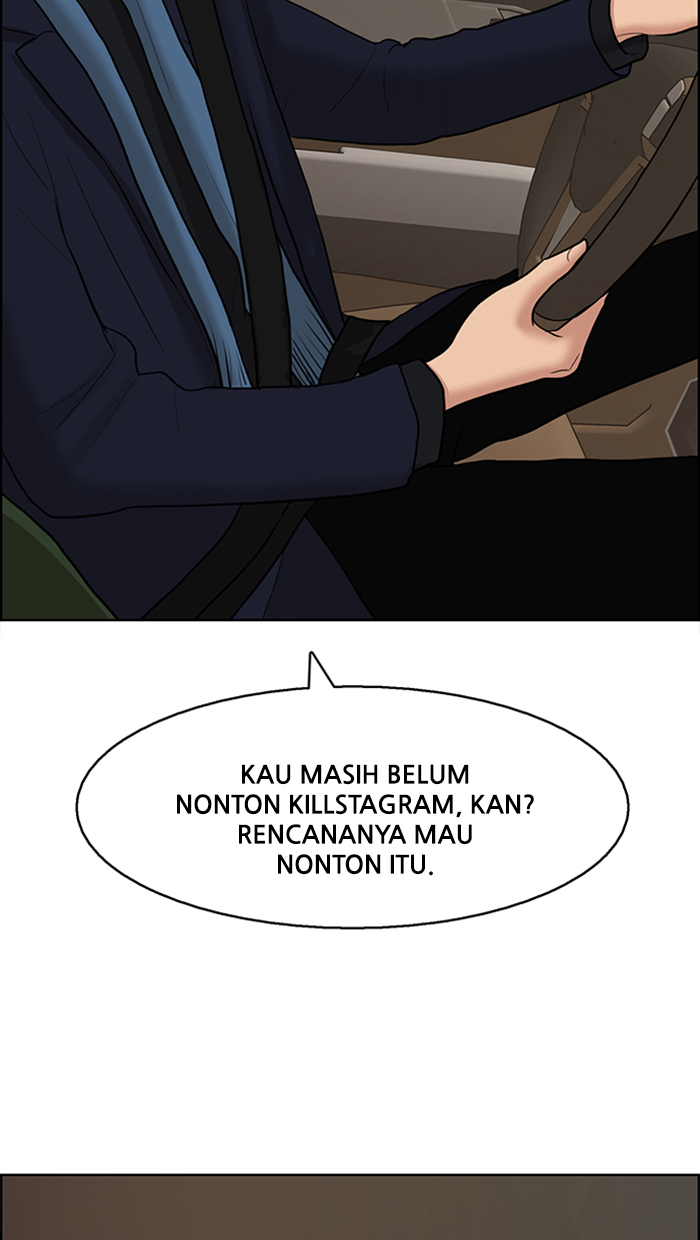 KAU MASIH BELUM
NONTON KILLSTAGRAM, KAN?
RENCANANYA MAU
NONTON ITU.